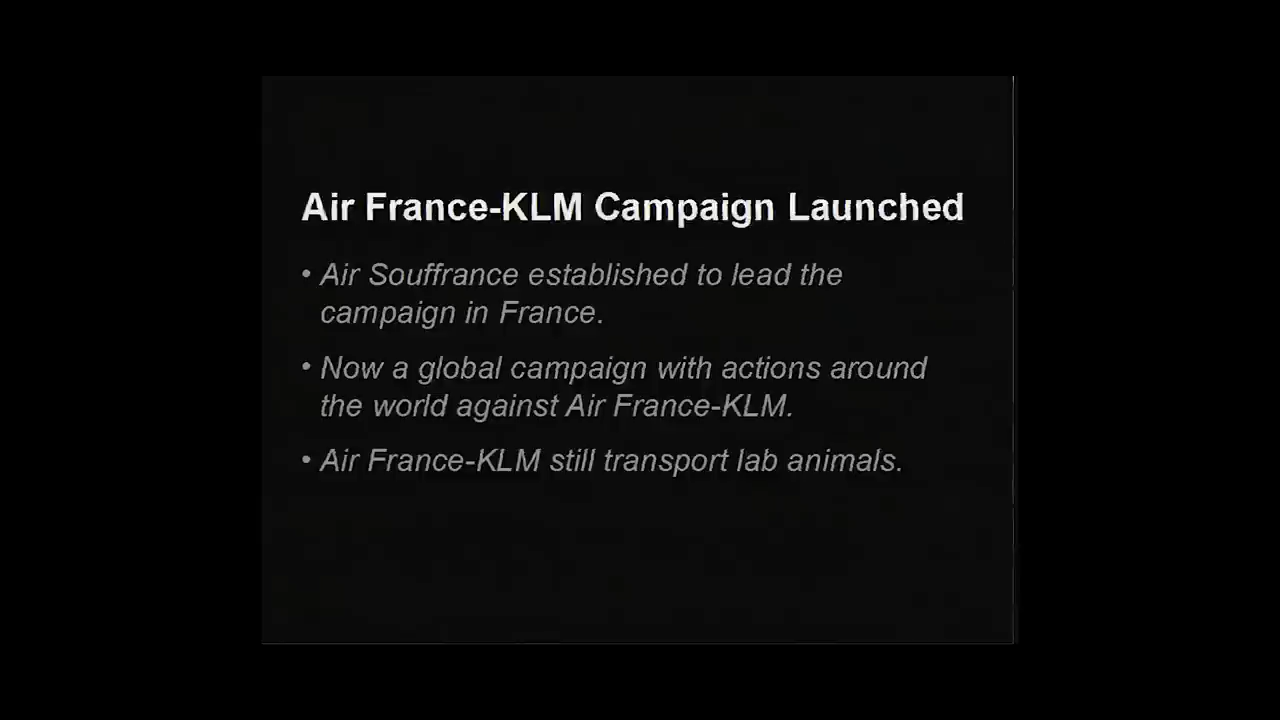 Air France-KLM Campaign Launched
• Air Souffrance established to lead the
campaign in France.
• Now a global campaign with actions around
the world against Air France-KLM.
• Air France-KLM still transport lab animals.